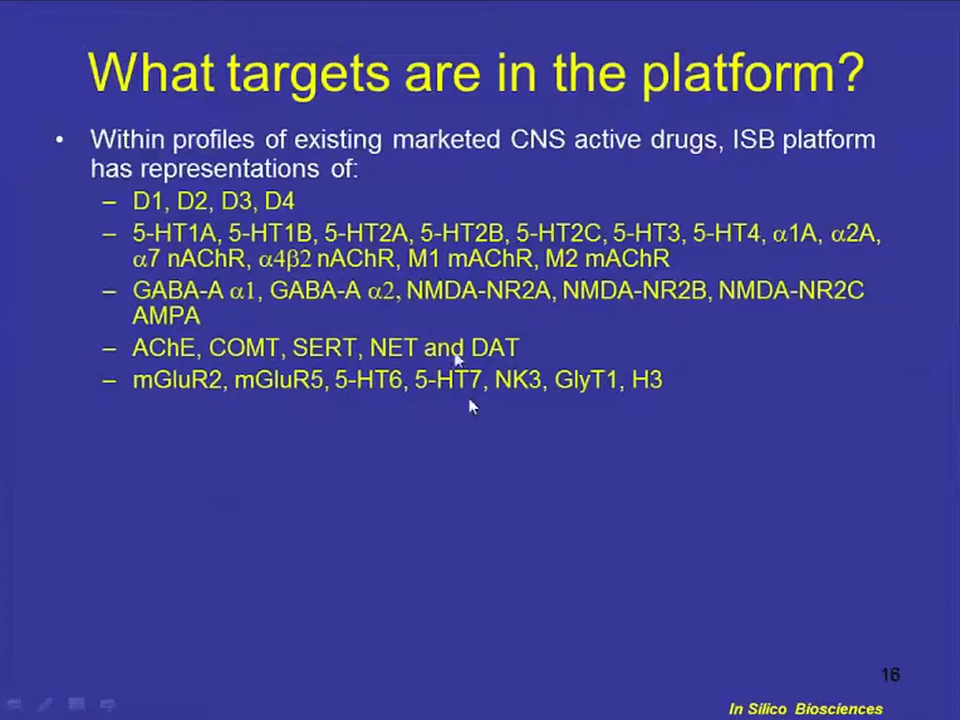 What targets are in the platform?
• Within profiles of existing marketed CNS active drugs, ISB platform
has representations of:
– D1, D2, D3, D4
– 5-HT1A, 5-HT1B, 5-HT2A, 5-HT2B, 5-HT2C, 5-HT3, 5-HT4, α1A, α2A,
α7 nAChR, α4β2 nAChR, M1 mAChR, M2 mAChR
– GABA-A α1, GABA-A α2, NMDA-NR2A, NMDA-NR2B, NMDA-NR2C
AMPA
– AChE, COMT, SERT, NET and DAT
– mGluR2, mGluR5, 5-HT6, 5-HT7, NK3, GlyT1, H3
16
In Silico Biosciences